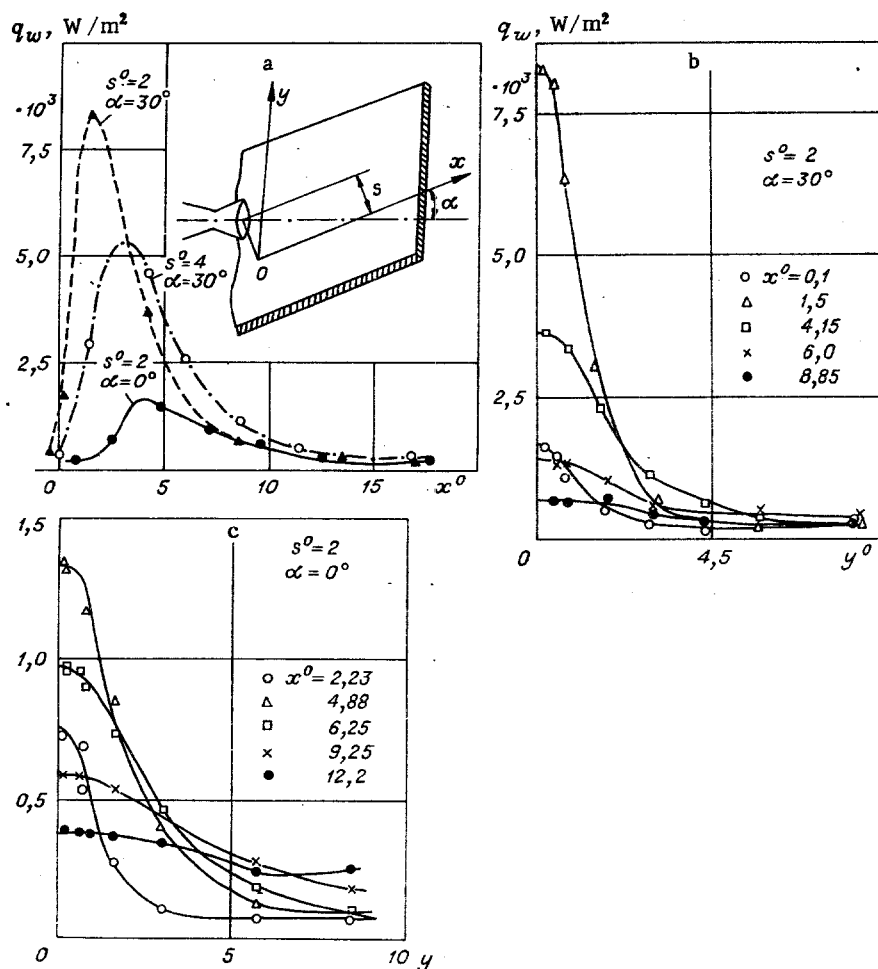 q_w, W/m²
a
·10³
7,5
5,0
2,5
s⁰=2
α=30°
s⁰=4
α=30°
s⁰=2
α=0°
y
x
s
α
0
0
5
10
15
x⁰
q_w, W/m²
b
·10³
7,5
5,0
2,5
s⁰=2
α=30°
x⁰=0,1
1,5
4,15
6,0
8,85
0
4,5
y⁰
1,5
c
1,0
0,5
s⁰=2
α=0°
x⁰=2,23
4,88
6,25
9,25
12,2
0
5
10
y